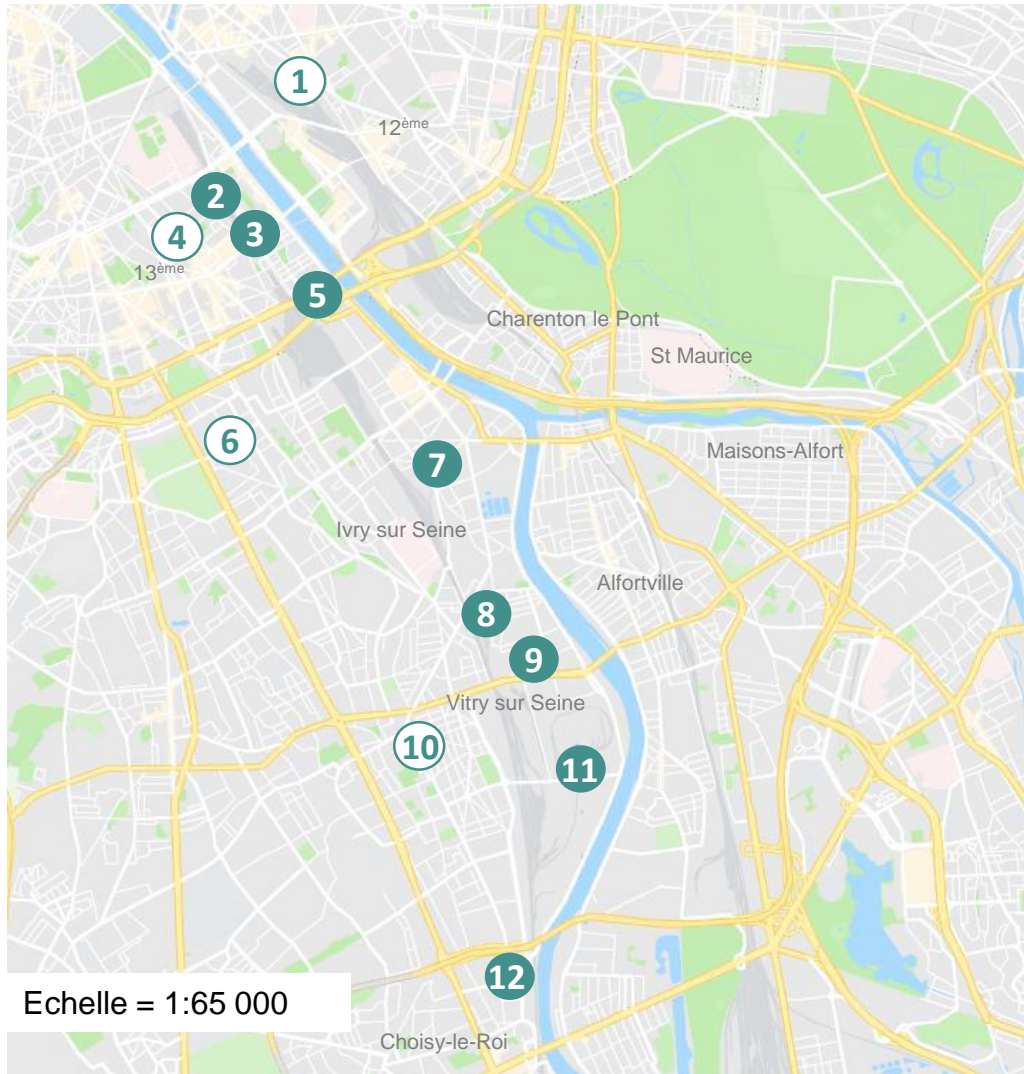 1
12ème
2
3
4
13ème
5
Charenton le Pont
St Maurice
6
7
Maisons-Alfort
Ivry sur Seine
Alfortville
8
9
Vitry sur Seine
10
11
12
Echelle = 1:65 000
Choisy-le-Roi